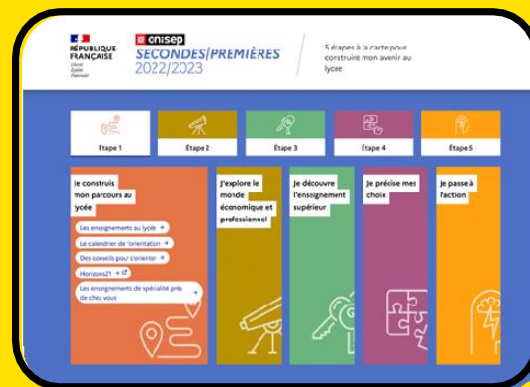 RÉPUBLIQUE
FRANÇAISE
Liberté
Égalité
Fraternité
onisep
SECONDES|PREMIÈRES
2022/2023
5 étapes à la carte pour
construire mon avenir au
lycée
Étape 1
Étape 2
Étape 3
Étape 4
Étape 5
Je construis
mon parcours au
lycée
Les enseignements au lycée →
Le calendrier de l'orientation →
Des conseils pour s'orienter →
Horizons21 →
Les enseignements de spécialité près
de chez vous →
J'explore le
monde
économique et
professionnel
Je découvre
l'enseignement
supérieur
Je précise mes
choix
Je passe à
l'action